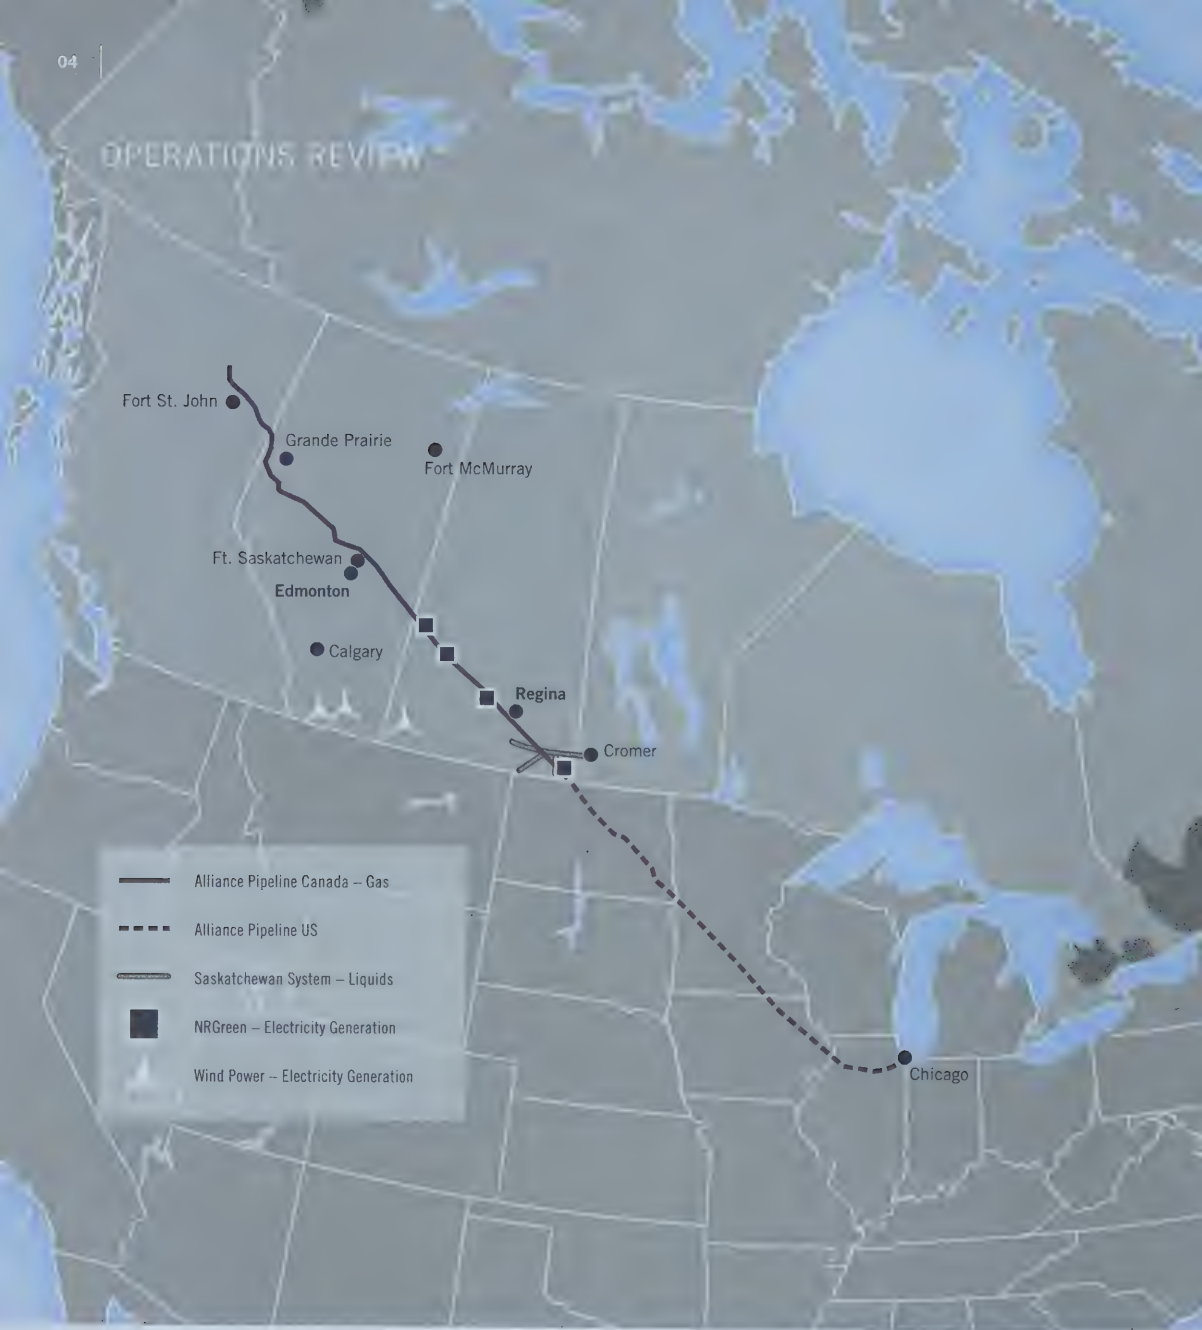 04
OPERATIONS REVIEW
Fort St. John
Grande Prairie
Fort McMurray
Ft. Saskatchewan
Edmonton
Calgary
Regina
Cromer
Alliance Pipeline Canada – Gas
Alliance Pipeline US
Saskatchewan System – Liquids
NRGreen – Electricity Generation
Wind Power – Electricity Generation
Chicago